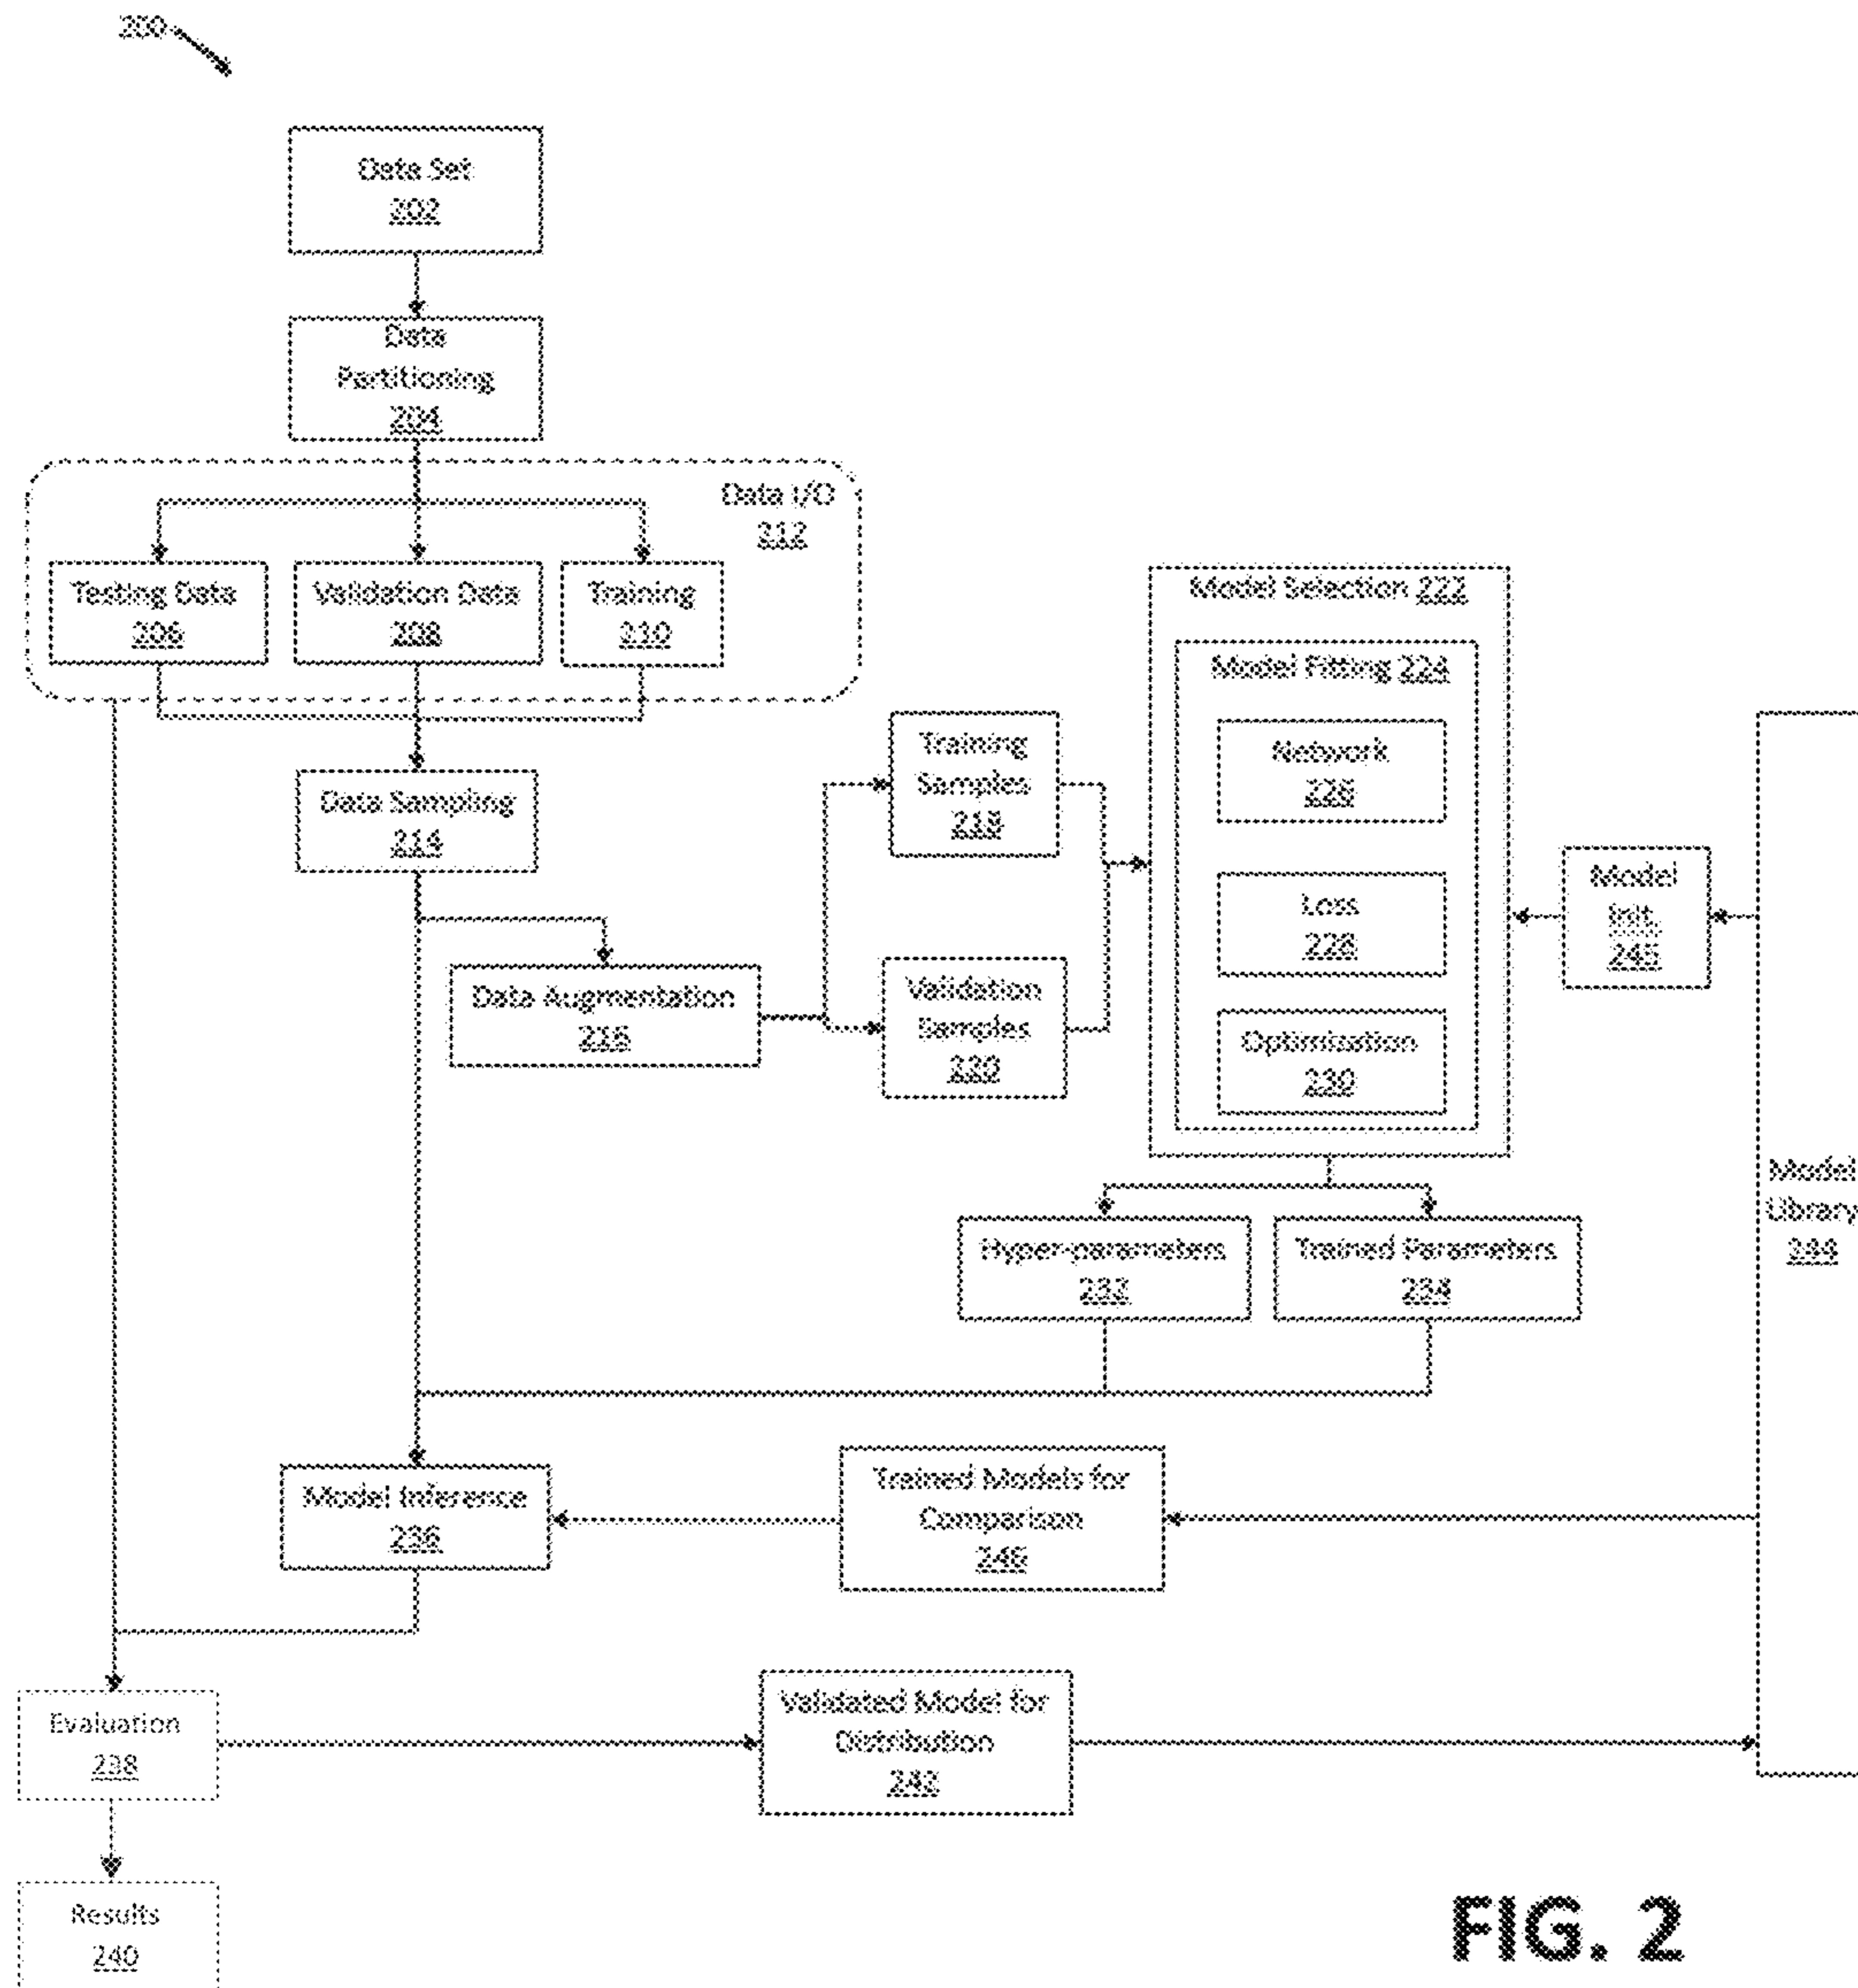 200
Data Set
202
Data
Partitioning
204
Data I/O
212
Testing Data
206
Validation Data
208
Training
210
Data Sampling
214
Data Augmentation
216
Training
Samples
218
Validation
Samples
220
Model Selection 222
Model Fitting 224
Network
226
Loss
228
Optimization
230
Model
Init.
245
Model
Library
244
Hyper-parameters
232
Trained Parameters
234
Model Inference
236
Trained Models for
Comparison
246
Evaluation
238
Validated Model for
Distribution
242
Results
240
FIG. 2